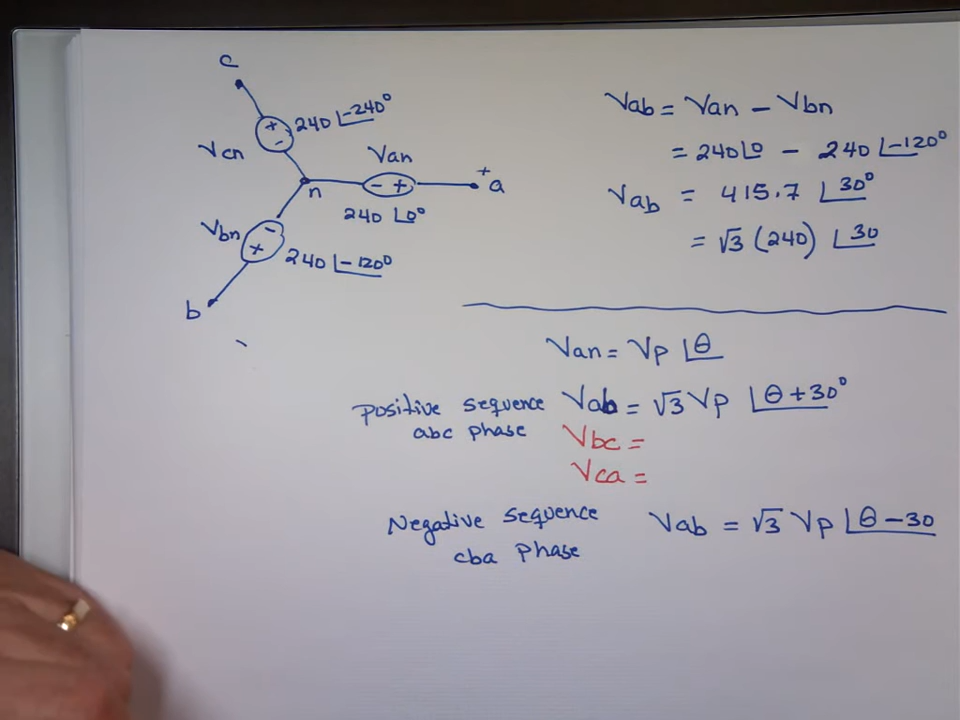 c
240 ∠-240°
+
-
Vcn
Van
n
- +
+
a
240 ∠0°
Vbn
-
+
240 ∠-120°
b
Vab = Van - Vbn
= 240∠0 - 240 ∠-120°
Vab = 415.7 ∠30°
= √3 (240) ∠30
Van = Vp ∠θ
positive sequence Vab = √3 Vp ∠θ+30°
abc phase
Vbc =
Vca =
Negative sequence Vab = √3 Vp ∠θ-30
cba phase